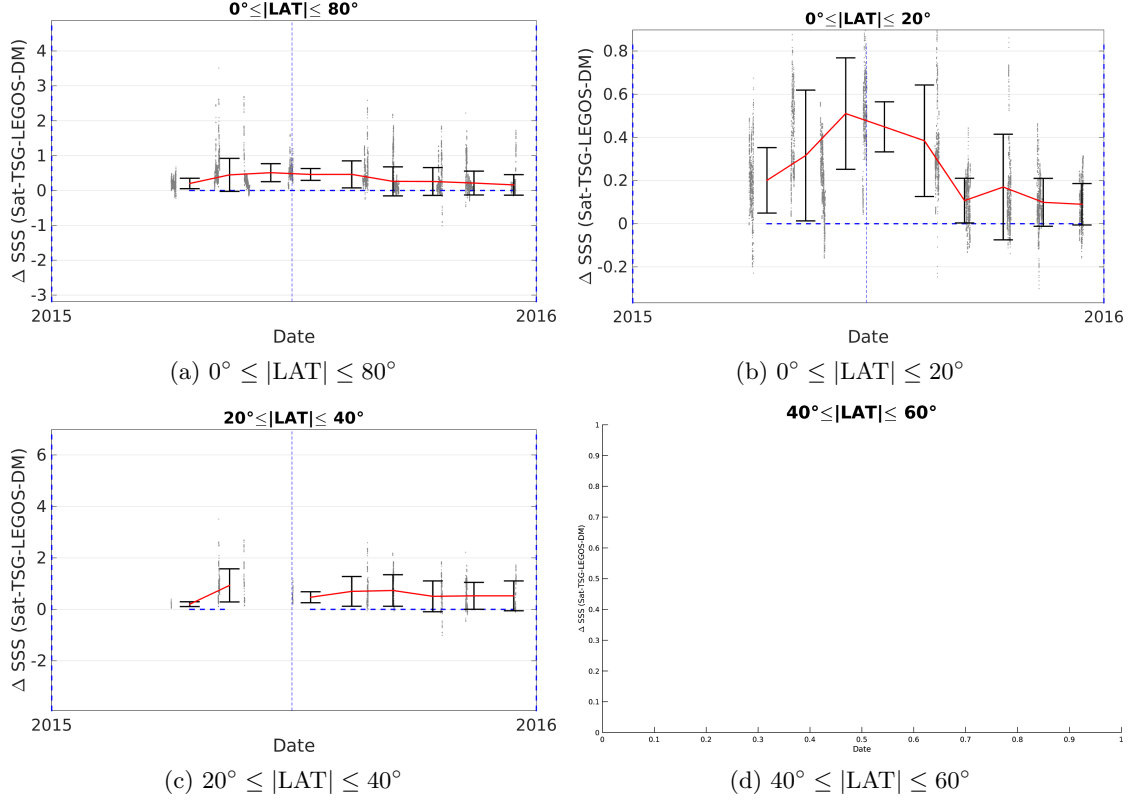 0°≤|LAT|≤ 80°
Δ SSS (Sat-TSG-LEGOS-DM)
4
3
2
1
0
-1
-2
-3
2015
2016
Date
(a) 0° ≤ |LAT| ≤ 80°
0°≤|LAT|≤ 20°
Δ SSS (Sat-TSG-LEGOS-DM)
0.8
0.6
0.4
0.2
0
-0.2
2015
2016
Date
(b) 0° ≤ |LAT| ≤ 20°
20°≤|LAT|≤ 40°
Δ SSS (Sat-TSG-LEGOS-DM)
6
4
2
0
-2
2015
2016
Date
(c) 20° ≤ |LAT| ≤ 40°
40°≤|LAT|≤ 60°
Δ SSS (Sat-TSG-LEGOS-DM)
1
0.9
0.8
0.7
0.6
0.5
0.4
0.3
0.2
0.1
0
0 0.1 0.2 0.3 0.4 0.5 0.6 0.7 0.8 0.9 1
Date
(d) 40° ≤ |LAT| ≤ 60°